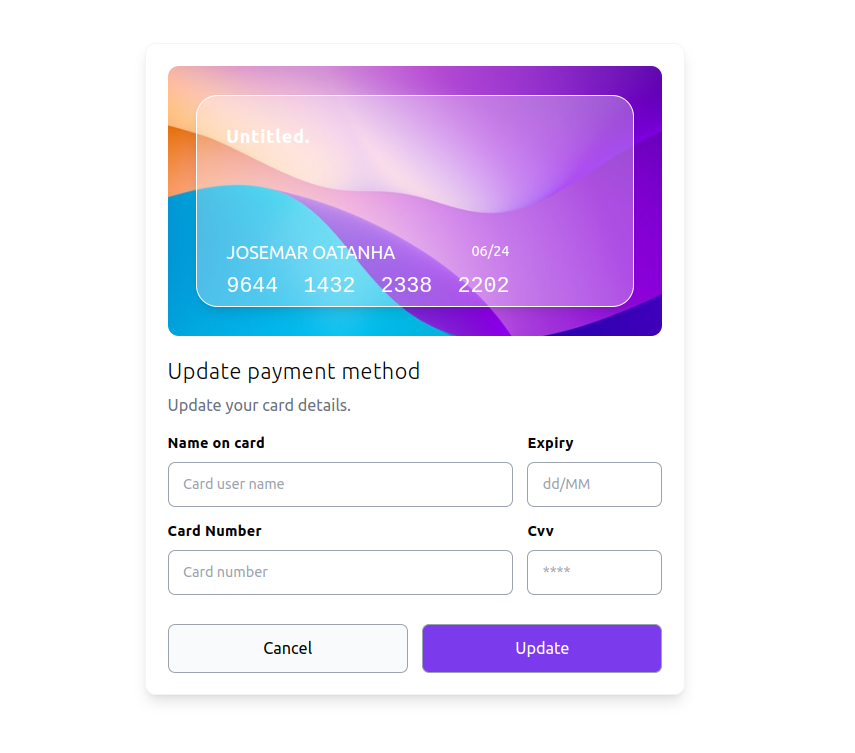 Untitled.
JOSEMAR OATANHA 06/24
9644 1432 2338 2202
Update payment method
Update your card details.
Name on card Expiry
Card user name dd/MM
Card Number Cvv
Card number ****
Cancel Update